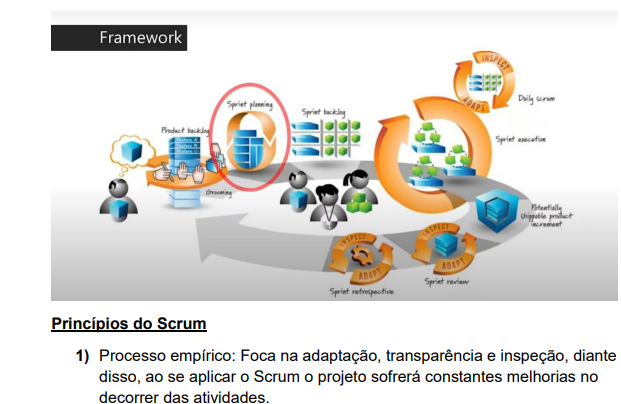 Framework
INSPECT
ADAPT
Daily scrum
Sprint planning
Sprint backlog
Product backlog
Sprint execution
Grooming
Potentially
shippable product
increment
INSPECT
ADAPT
INSPECT
ADAPT
Sprint review
Sprint retrospective
Princípios do Scrum
1) Processo empírico: Foca na adaptação, transparência e inspeção, diante
disso, ao se aplicar o Scrum o projeto sofrerá constantes melhorias no
decorrer das atividades.